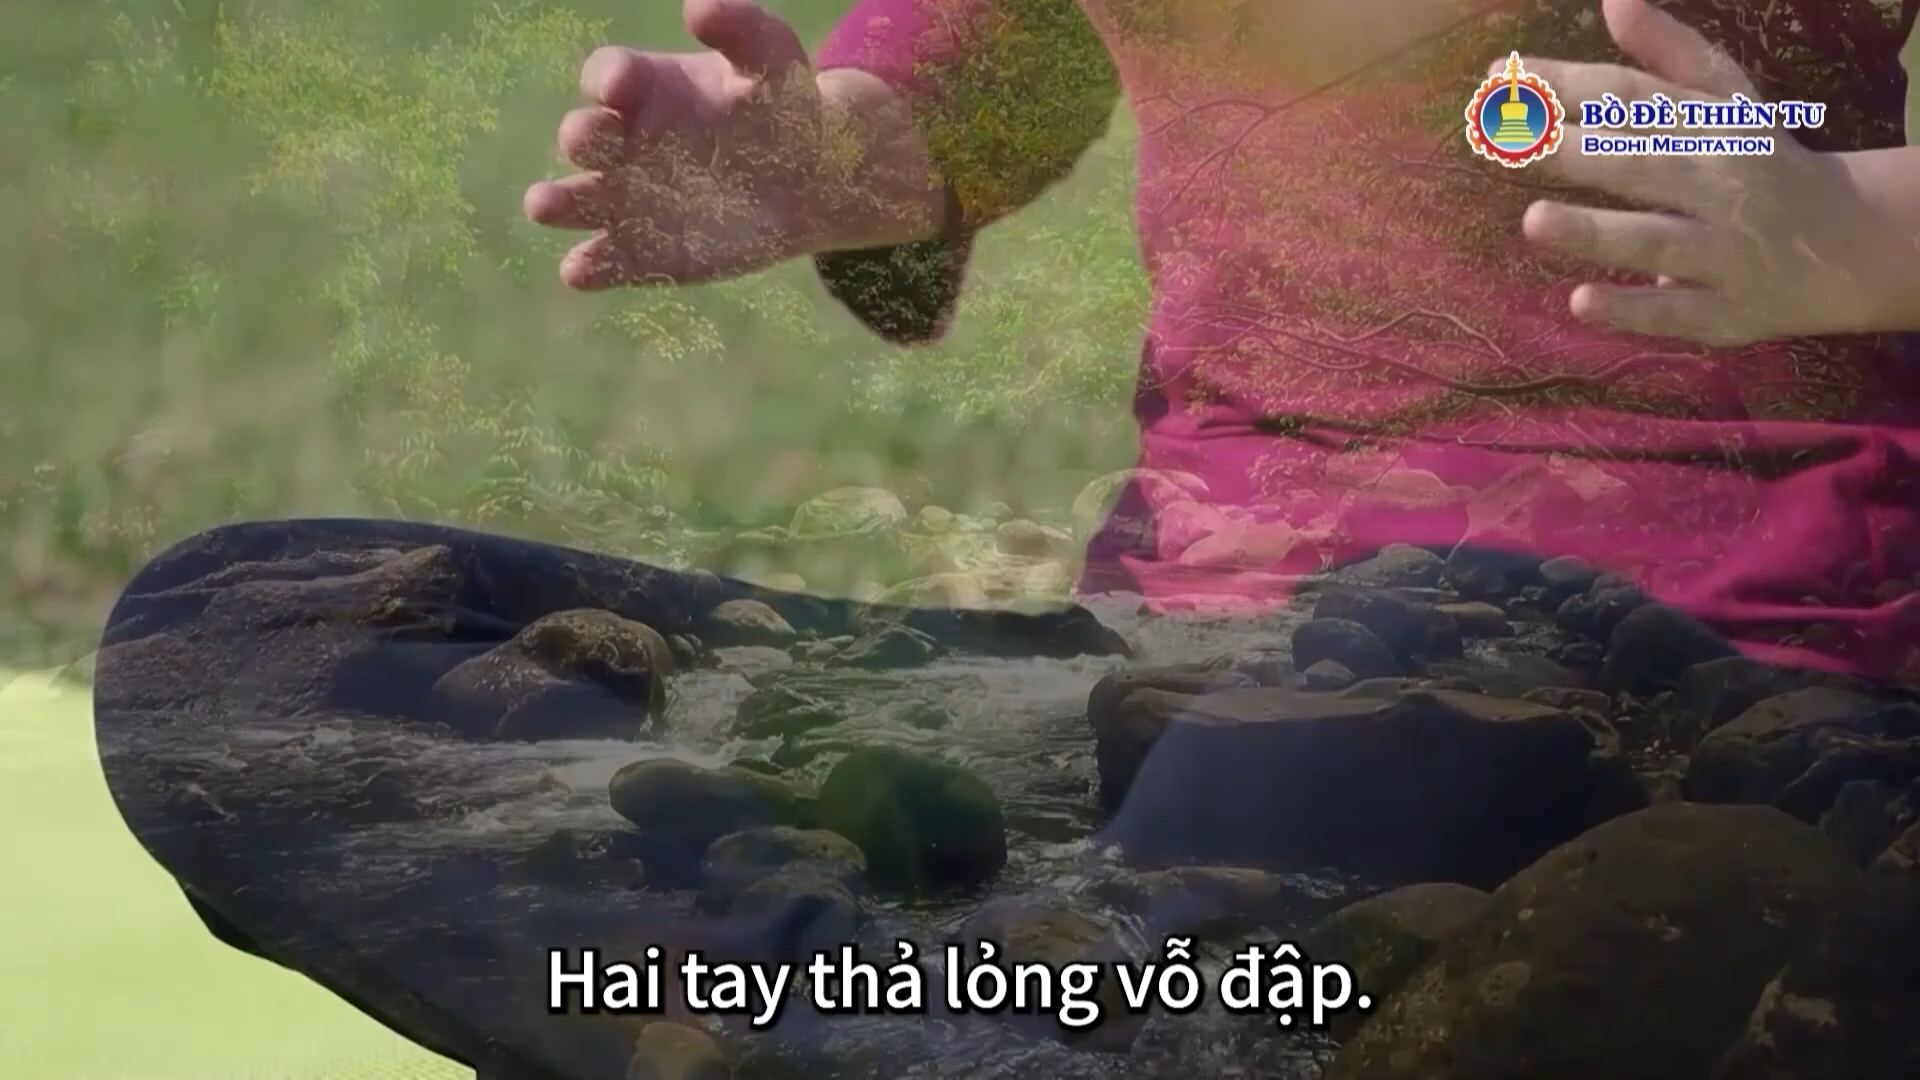 BỒ ĐỀ THIỀN TU
BODHI MEDITATION
Hai tay thả lỏng vỗ đập.